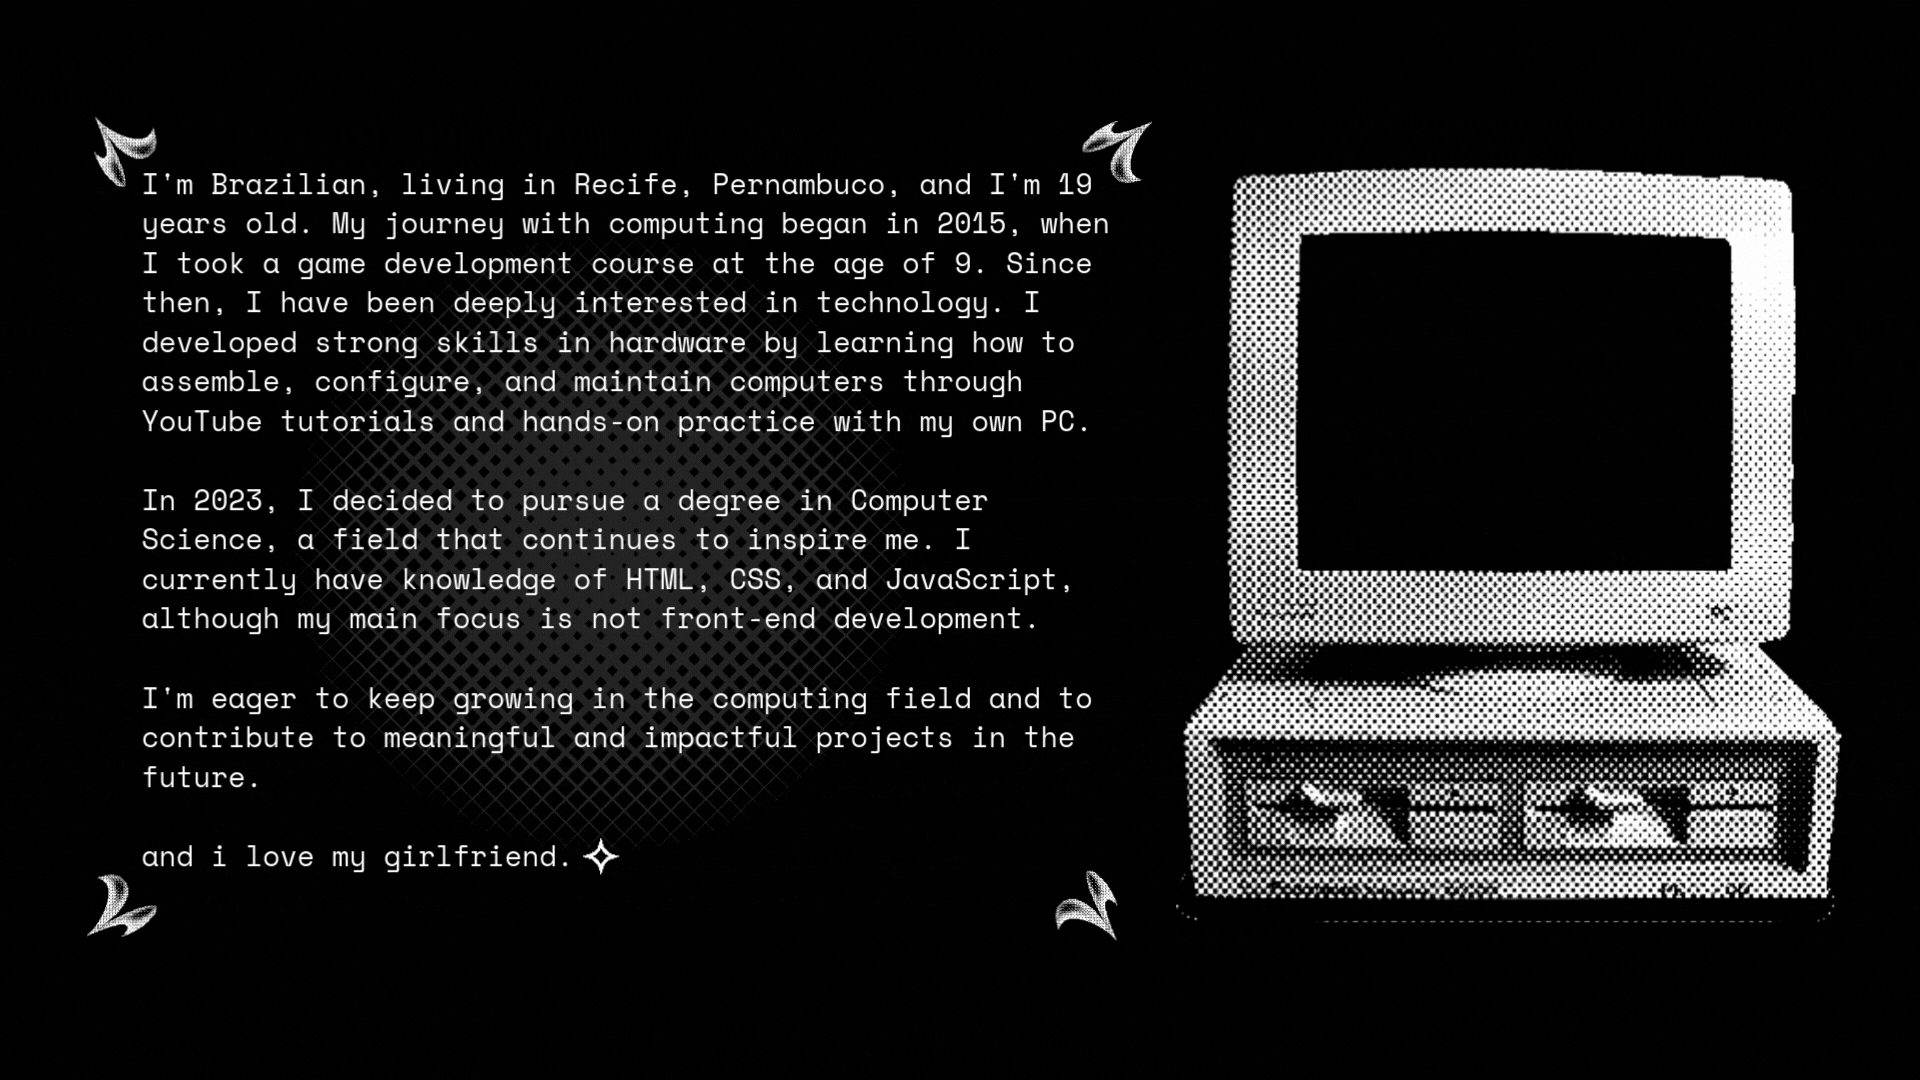 I'm Brazilian, living in Recife, Pernambuco, and I'm 19
years old. My journey with computing began in 2015, when
I took a game development course at the age of 9. Since
then, I have been deeply interested in technology. I
developed strong skills in hardware by learning how to
assemble, configure, and maintain computers through
YouTube tutorials and hands-on practice with my own PC.
In 2023, I decided to pursue a degree in Computer
Science, a field that continues to inspire me. I
currently have knowledge of HTML, CSS, and JavaScript,
although my main focus is not front-end development.
I'm eager to keep growing in the computing field and to
contribute to meaningful and impactful projects in the
future.
and i love my girlfriend.